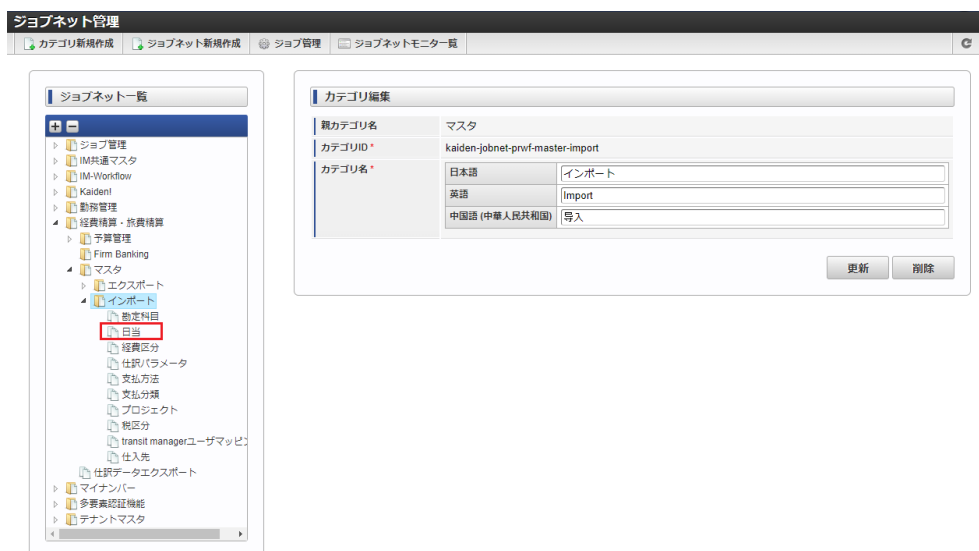 ジョブネット管理
カテゴリ新規作成 ジョブネット新規作成 ジョブ管理 ジョブネットモニター覧
ジョブネット一覧
ジョブ管理
IM共通マスタ
IM-Workflow
Kaiden!
勤務管理
経費精算・旅費精算
予算管理
Firm Banking
マスタ
エクスポート
インポート
勘定科目
日当
経費区分
仕訳パラメータ
支払方法
支払分類
プロジェクト
税区分
transit managerユーザマッピン
仕入先
仕訳データエクスポート
マイナンバー
多要素認証機能
テナントマスタ
カテゴリ編集
親カテゴリ名 マスタ
カテゴリID * kaiden-jobnet-prwf-master-import
カテゴリ名 *
日本語 インポート
英語 Import
中国語 (中華人民共和国) 导入
更新 削除